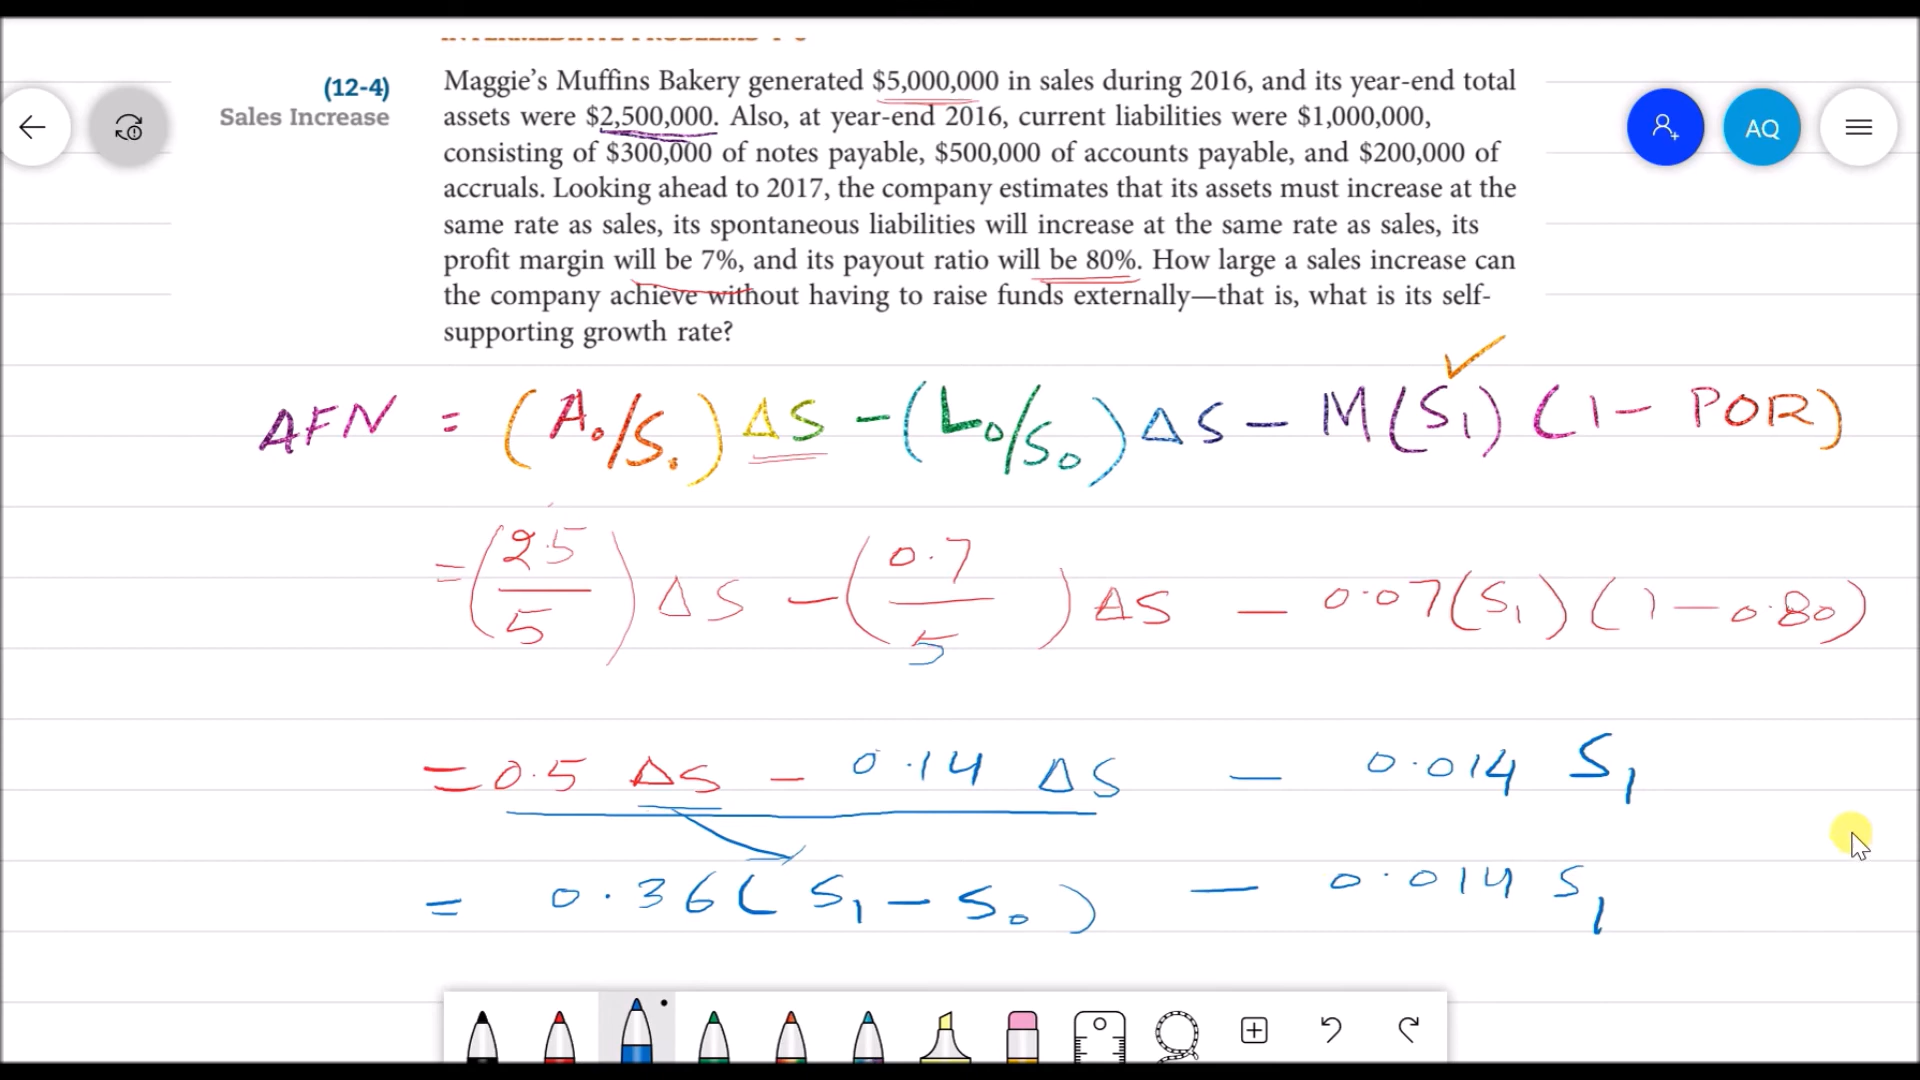 (12-4)
Sales Increase
Maggie's Muffins Bakery generated $5,000,000 in sales during 2016, and its year-end total
assets were $2,500,000. Also, at year-end 2016, current liabilities were $1,000,000,
consisting of $300,000 of notes payable, $500,000 of accounts payable, and $200,000 of
accruals. Looking ahead to 2017, the company estimates that its assets must increase at the
same rate as sales, its spontaneous liabilities will increase at the same rate as sales, its
profit margin will be 7%, and its payout ratio will be 80%. How large a sales increase can
the company achieve without having to raise funds externally—that is, what is its self-
supporting growth rate?
AQ
AFN = (A₀/S₀) ΔS - (L₀/S₀) ΔS - M(S₁) (1 - POR)
= (2.5/5) ΔS - (0.7/5) ΔS - 0.07(S₁)(1 - 0.80)
= 0.5 ΔS - 0.14 ΔS - 0.014 S₁
= 0.36(S₁ - S₀) - 0.014 S₁